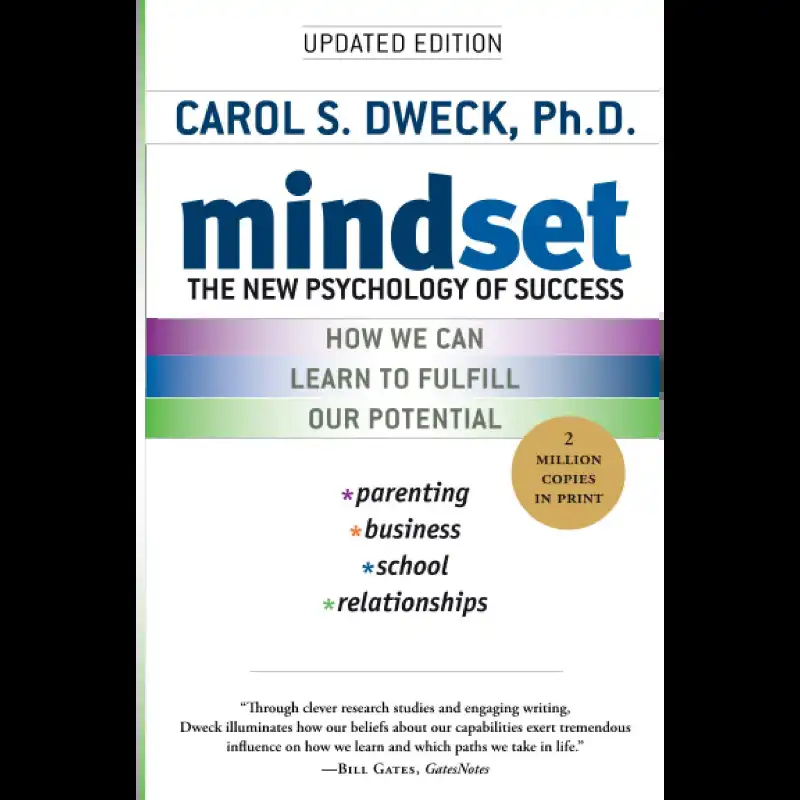 UPDATED EDITION
CAROL S. DWECK, Ph.D.
mindset
THE NEW PSYCHOLOGY OF SUCCESS
HOW WE CAN
LEARN TO FULFILL
OUR POTENTIAL
2
MILLION
COPIES
IN PRINT
*parenting
*business
*school
*relationships
“Through clever research studies and engaging writing,
Dweck illuminates how our beliefs about our capabilities exert tremendous
influence on how we learn and which paths we take in life.”
—BILL GATES, GatesNotes